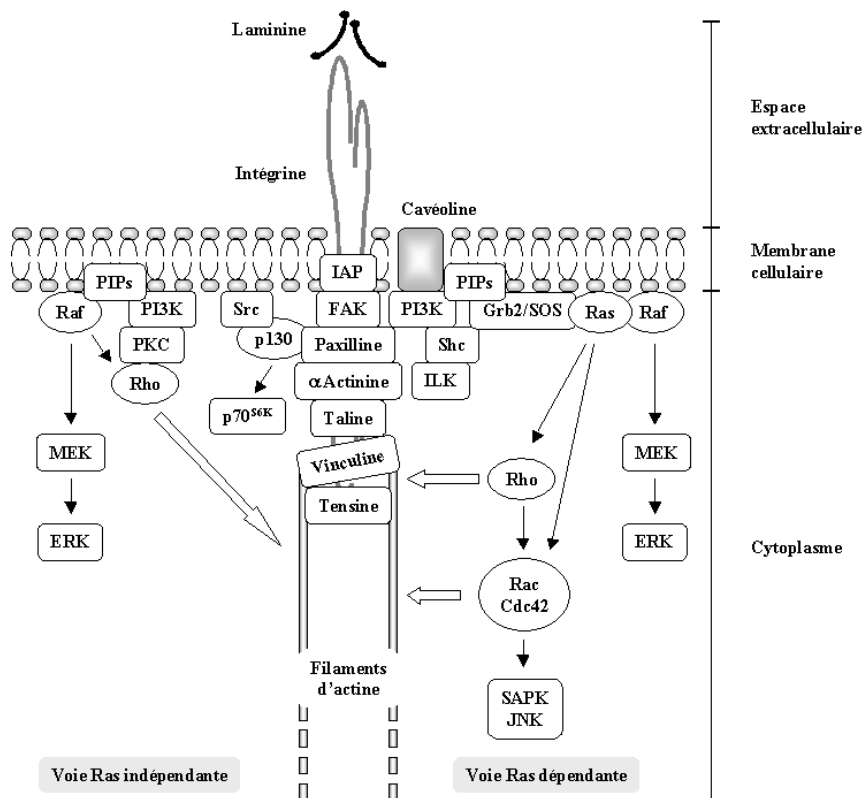 Laminine
Espace
extracellulaire
Intégrine
Cavéoline
Membrane
cellulaire
IAP
PIPs
PIPs
Raf
PI3K
Src
FAK
PI3K
Grb2/SOS
Ras
Raf
PKC
p130
Paxilline
Shc
Rho
αActinine
ILK
p70S6K
Taline
MEK
Vinculine
Rho
MEK
Tensine
ERK
ERK
Cytoplasme
Rac
Cdc42
Filaments
d'actine
SAPK
JNK
Voie Ras indépendante
Voie Ras dépendante